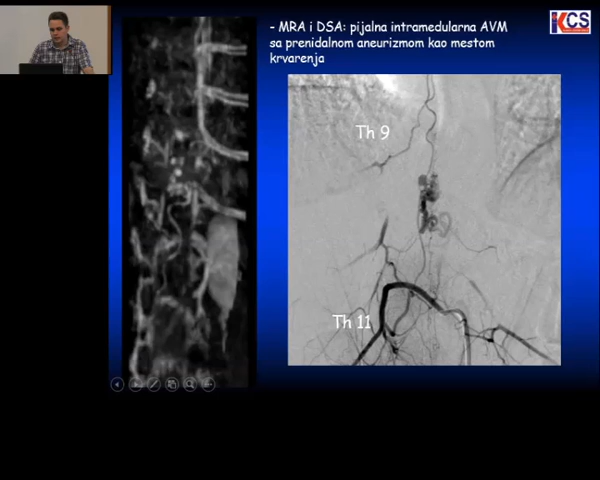 - MRA i DSA: pijalna intramedularna AVM
sa prenidalnom aneurizmom kao mestom
krvarenja
KCS
Th 9
Th 11